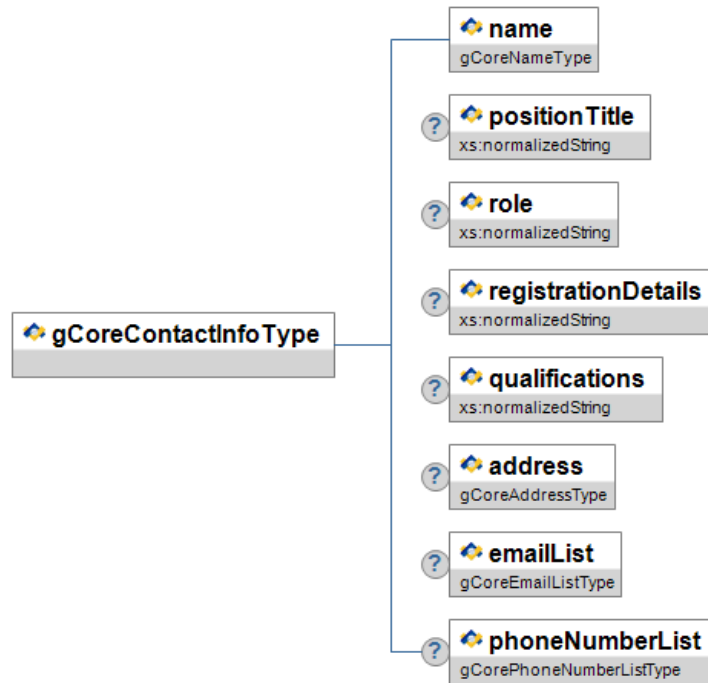 name
gCoreNameType
?
positionTitle
xs:normalizedString
?
role
xs:normalizedString
?
registrationDetails
xs:normalizedString
gCoreContactInfoType
?
qualifications
xs:normalizedString
?
address
gCoreAddressType
?
emailList
gCoreEmailListType
?
phoneNumberList
gCorePhoneNumberListType